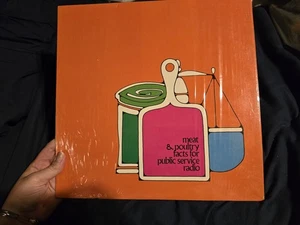 meat
& poultry
facts for
public service
radio